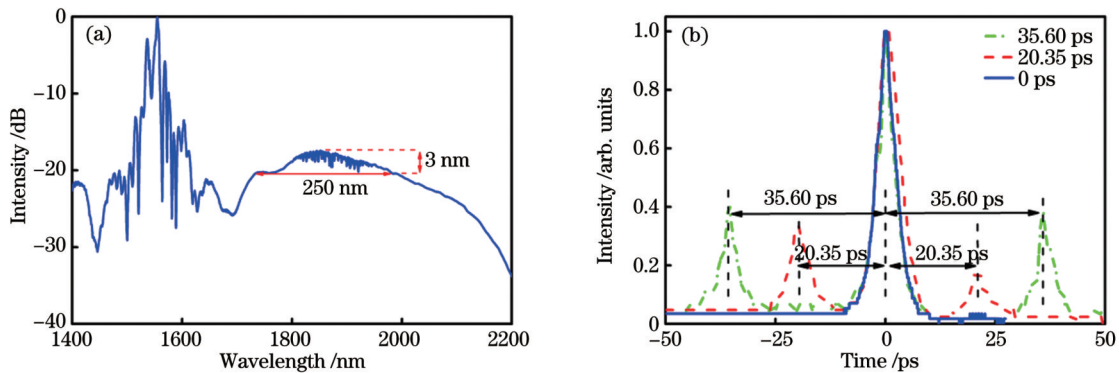 (a)
0
-10
-20
-30
-40
Intensity /dB
3 nm
250 nm
1400
1600
1800
2000
2200
Wavelength /nm
(b)
1.0
0.8
0.6
0.4
0.2
0
Intensity /arb. units
35.60 ps
20.35 ps
0 ps
35.60 ps
35.60 ps
20.35 ps
20.35 ps
-50
-25
0
25
50
Time /ps